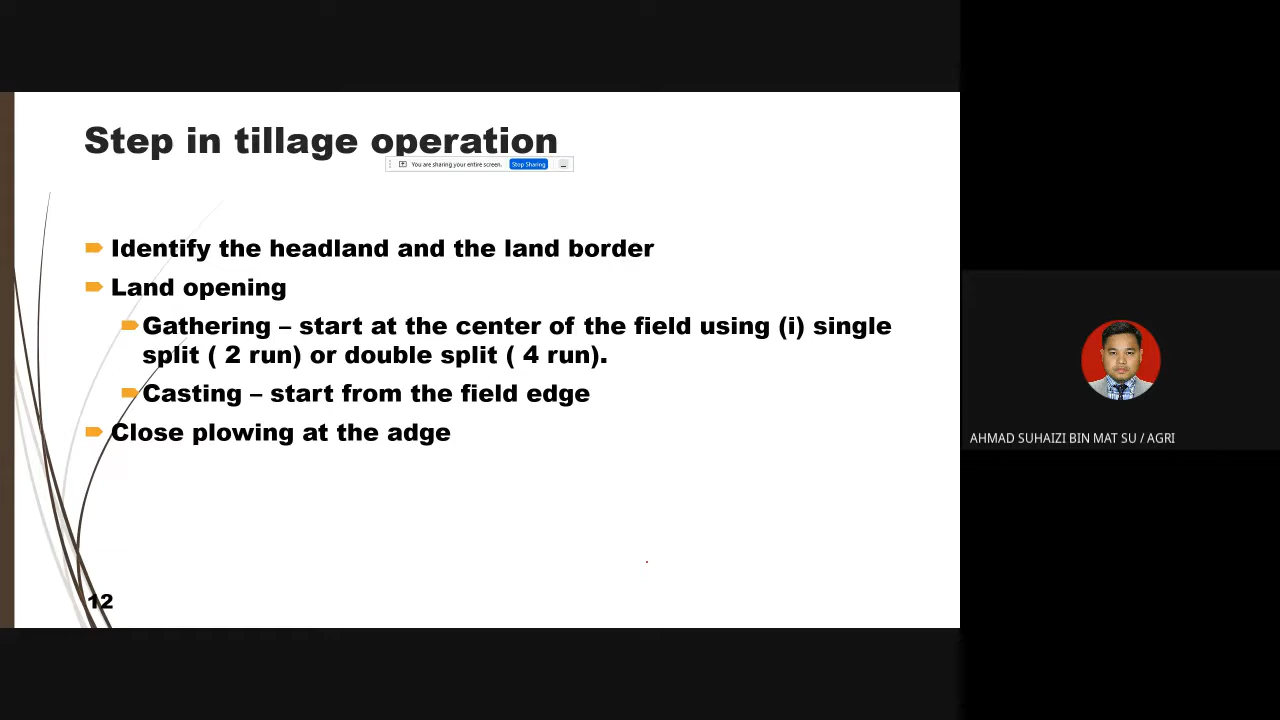 Step in tillage operation
You are sharing your entire screen. Stop Sharing
Identify the headland and the land border
Land opening
Gathering – start at the center of the field using (i) single
split ( 2 run) or double split ( 4 run).
Casting – start from the field edge
Close plowing at the adge
12
AHMAD SUHAIZI BIN MAT SU / AGRI